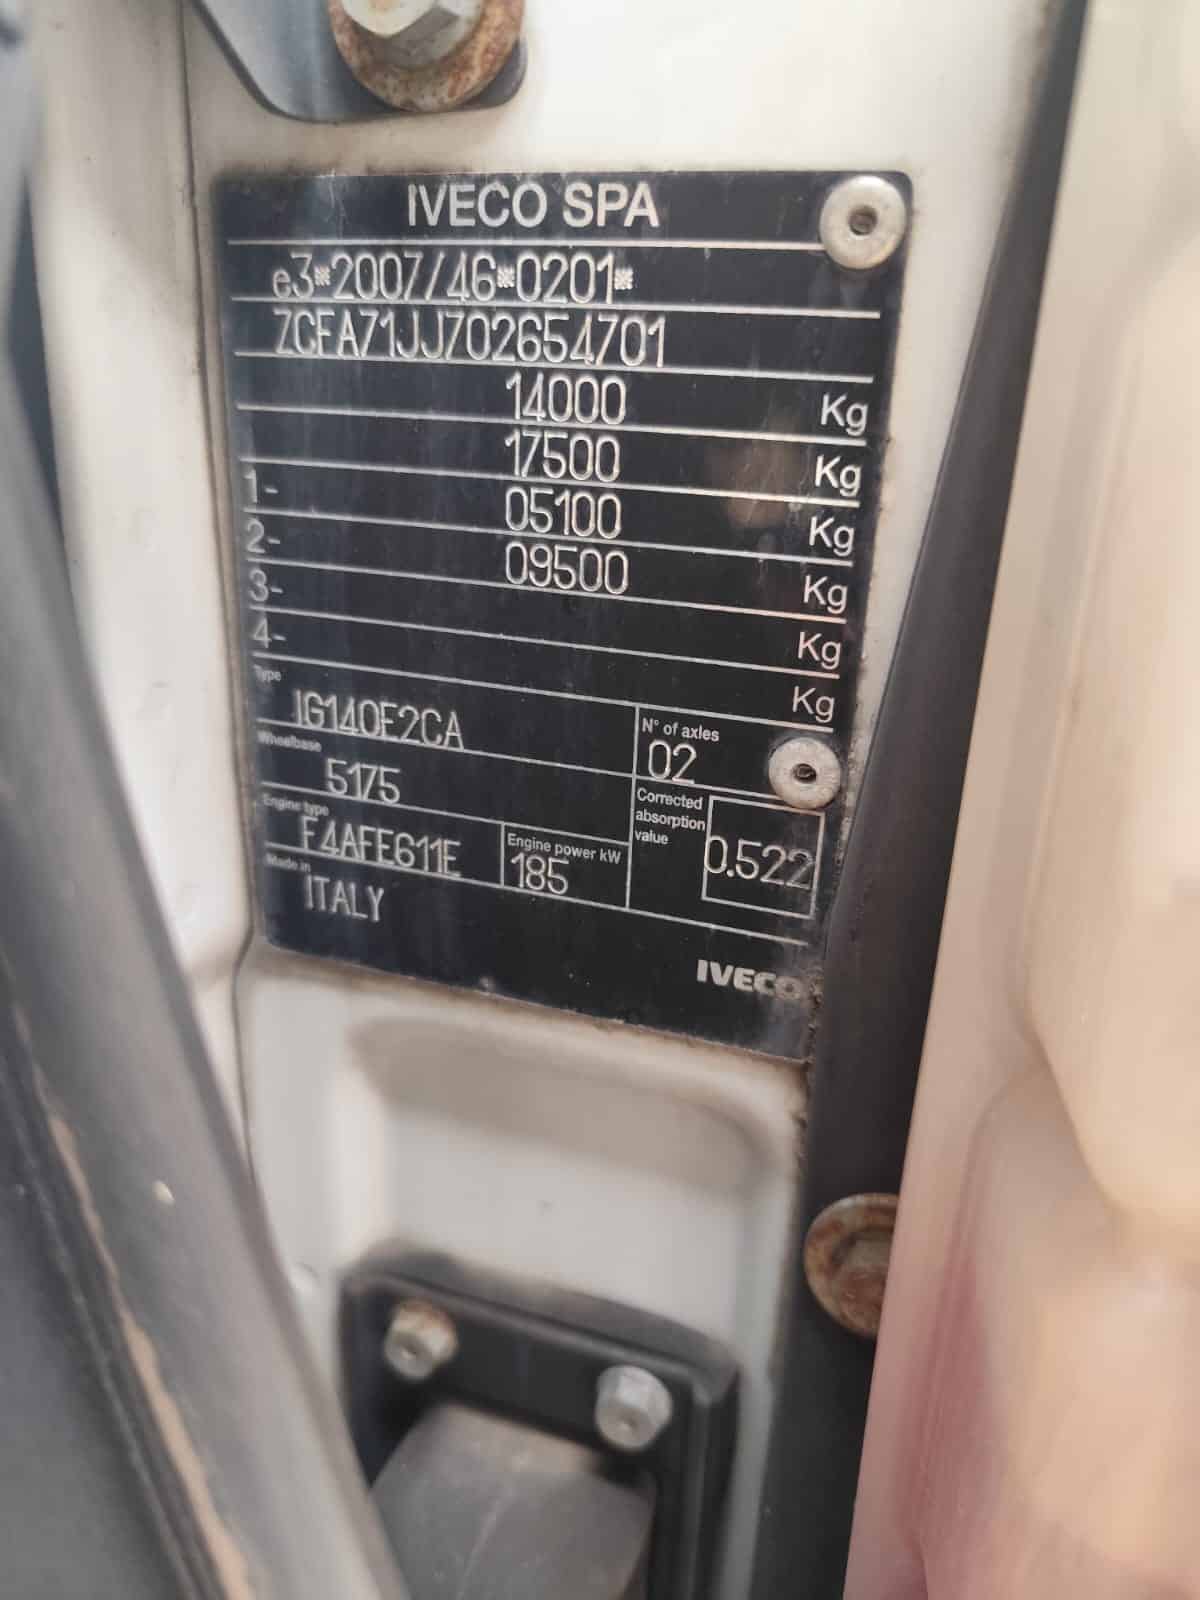 IVECO SPA
e3*2007/46*0201*
ZCFA71JJ702654701
14000 Kg
17500 Kg
1- 05100 Kg
2- 09500 Kg
3- Kg
4- Kg
Type
IG140E2CA
N° of axles
02
Wheelbase
5175
Corrected
absorption
value
0.522
Engine type
F4AFE611E
Engine power kW
185
Made in
ITALY
IVECO